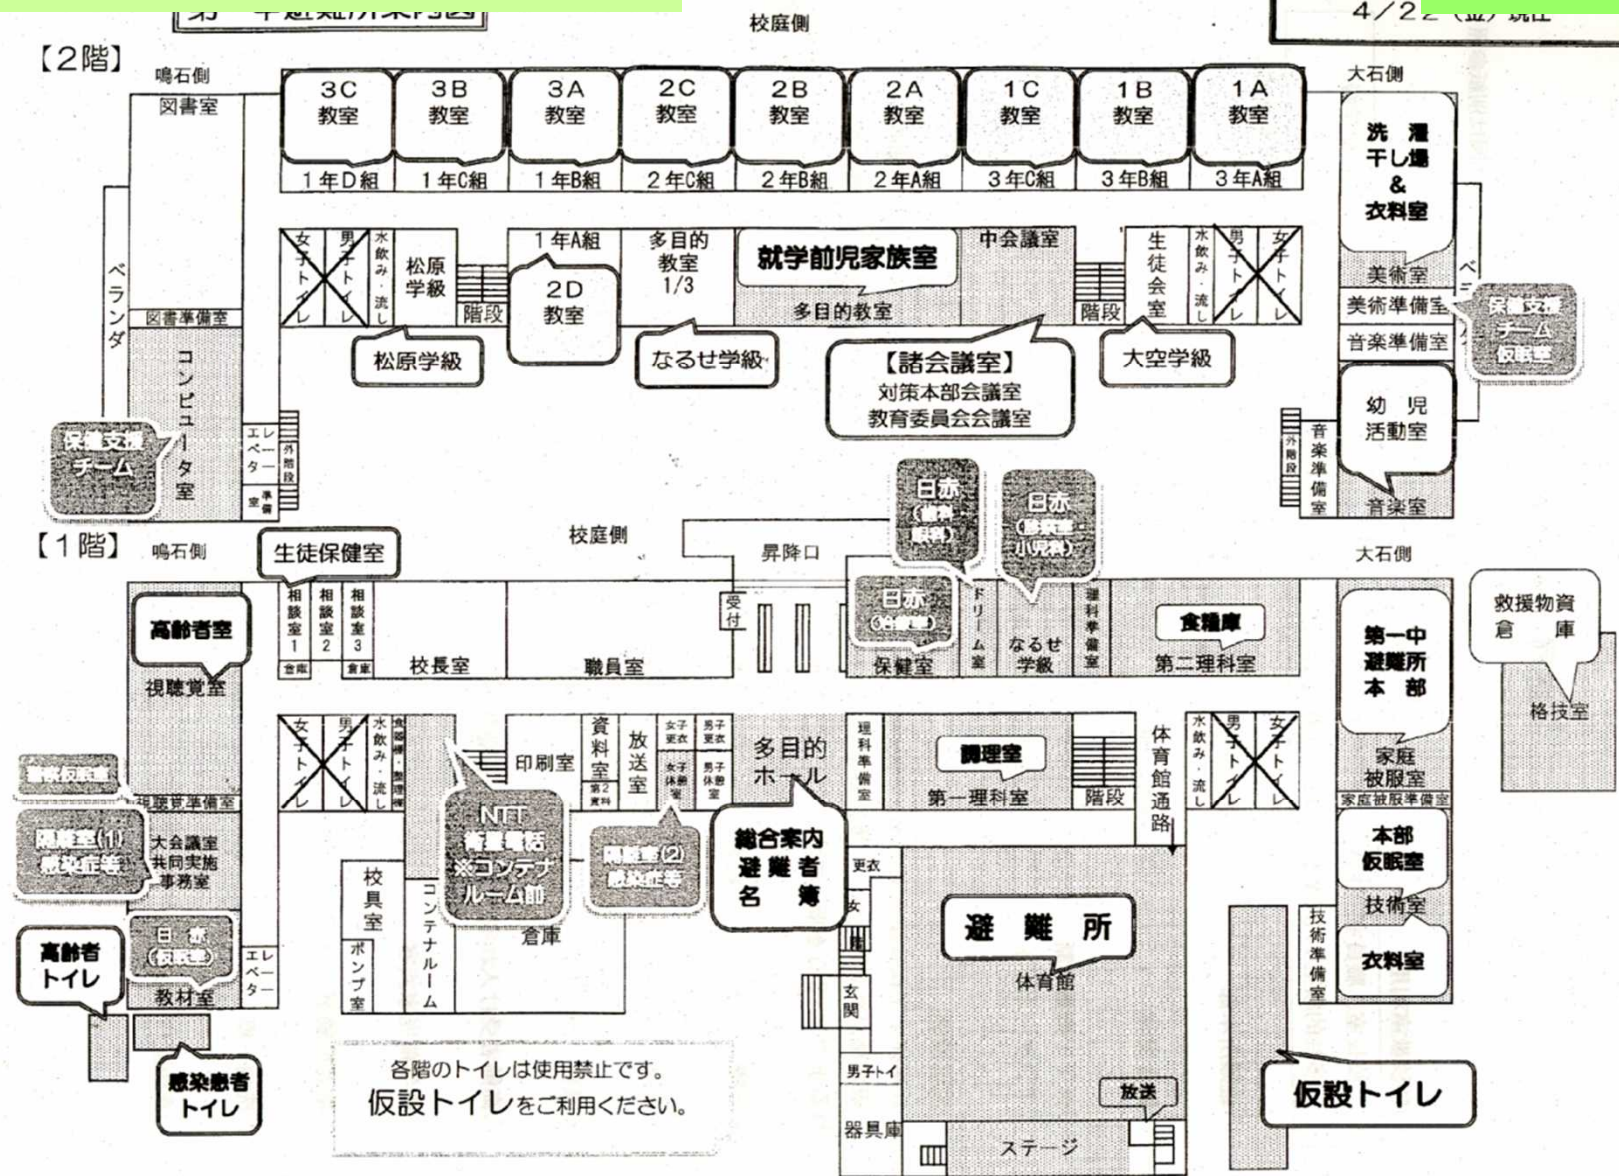 校庭側
4/22（金）現在
【2階】
鳴石側
大石側
図書室
3C
教室
3B
教室
3A
教室
2C
教室
2B
教室
2A
教室
1C
教室
1B
教室
1A
教室
1年D組
1年C組
1年B組
2年C組
2年B組
2年A組
3年C組
3年B組
3年A組
洗濯
干し場
&
衣料室
美術室
美術準備室
音楽準備室
保健支援
チーム
仮眠室
幼児
活動室
音楽室
音楽準備室
外階段
ベランダ
図書準備室
コンピュータ室
保健支援
チーム
エレベーター
外階段
準備室
女子トイレ
男子トイレ
水飲み・流し
松原
学級
階段
1年A組
2D
教室
多目的
教室
1/3
就学前児家族室
多目的教室
中会議室
階段
生徒会室
水飲み・流し
男子トイレ
女子トイレ
松原学級
なるせ学級
【諸会議室】
対策本部会議室
教育委員会会議室
大空学級
【1階】
鳴石側
校庭側
昇降口
大石側
生徒保健室
相談室1
相談室2
相談室3
倉庫
倉庫
校長室
職員室
受付
日赤
日赤
小児科）
日赤
保健室
ドリーム室
なるせ
学級
理科準備室
食糧庫
第二理科室
第一中
避難所
本部
家庭
被服室
家庭被服準備室
救援物資
倉庫
格技室
高齢者室
視聴覚室
視聴覚準備室
隔離室(1)
感染症等
大会議室
共同実施
事務室
日赤
（仮眠室）
教材室
エレベーター
高齢者
トイレ
感染患者
トイレ
女子トイレ
男子トイレ
水飲み・流し
印刷室
資料室
第2資料
放送室
女子更衣
男子更衣
女子休憩室
男子休憩室
多目的
ホール
理科準備室
調理室
第一理科室
階段
体育館通路
水飲み・流し
男子トイレ
女子トイレ
NTT
衛星電話
※コンテナ
ルーム前
隔離室(2)
感染症等
総合案内
避難者
名簿
校具室
ポンプ室
コンテナルーム
倉庫
更衣
女
玄関
男子トイ
器具庫
避難所
体育館
放送
ステージ
本部
仮眠室
技術室
衣料室
技術準備室
仮設トイレ
各階のトイレは使用禁止です。
仮設トイレをご利用ください。